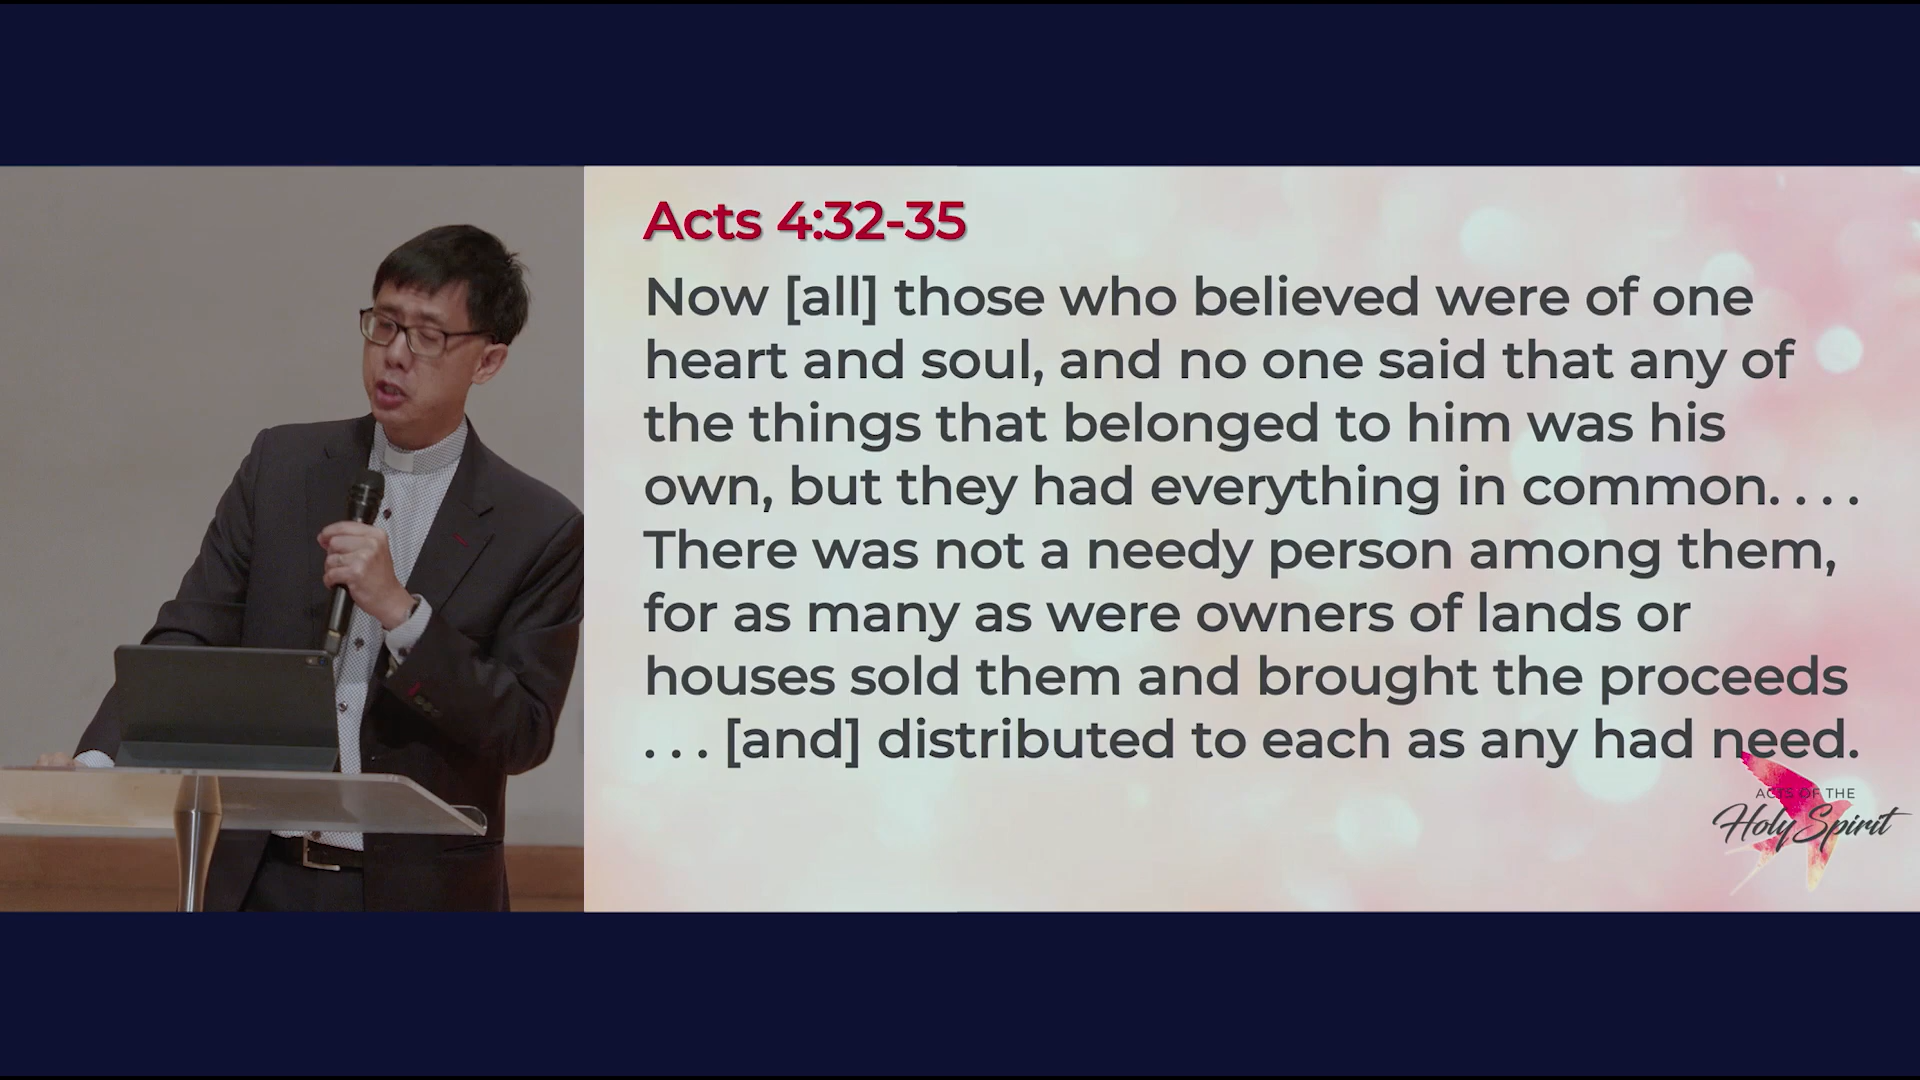 Acts 4:32-35
Now [all] those who believed were of one
heart and soul, and no one said that any of
the things that belonged to him was his
own, but they had everything in common. . . .
There was not a needy person among them,
for as many as were owners of lands or
houses sold them and brought the proceeds
. . . [and] distributed to each as any had need.
ACTS OF THE
Holy Spirit